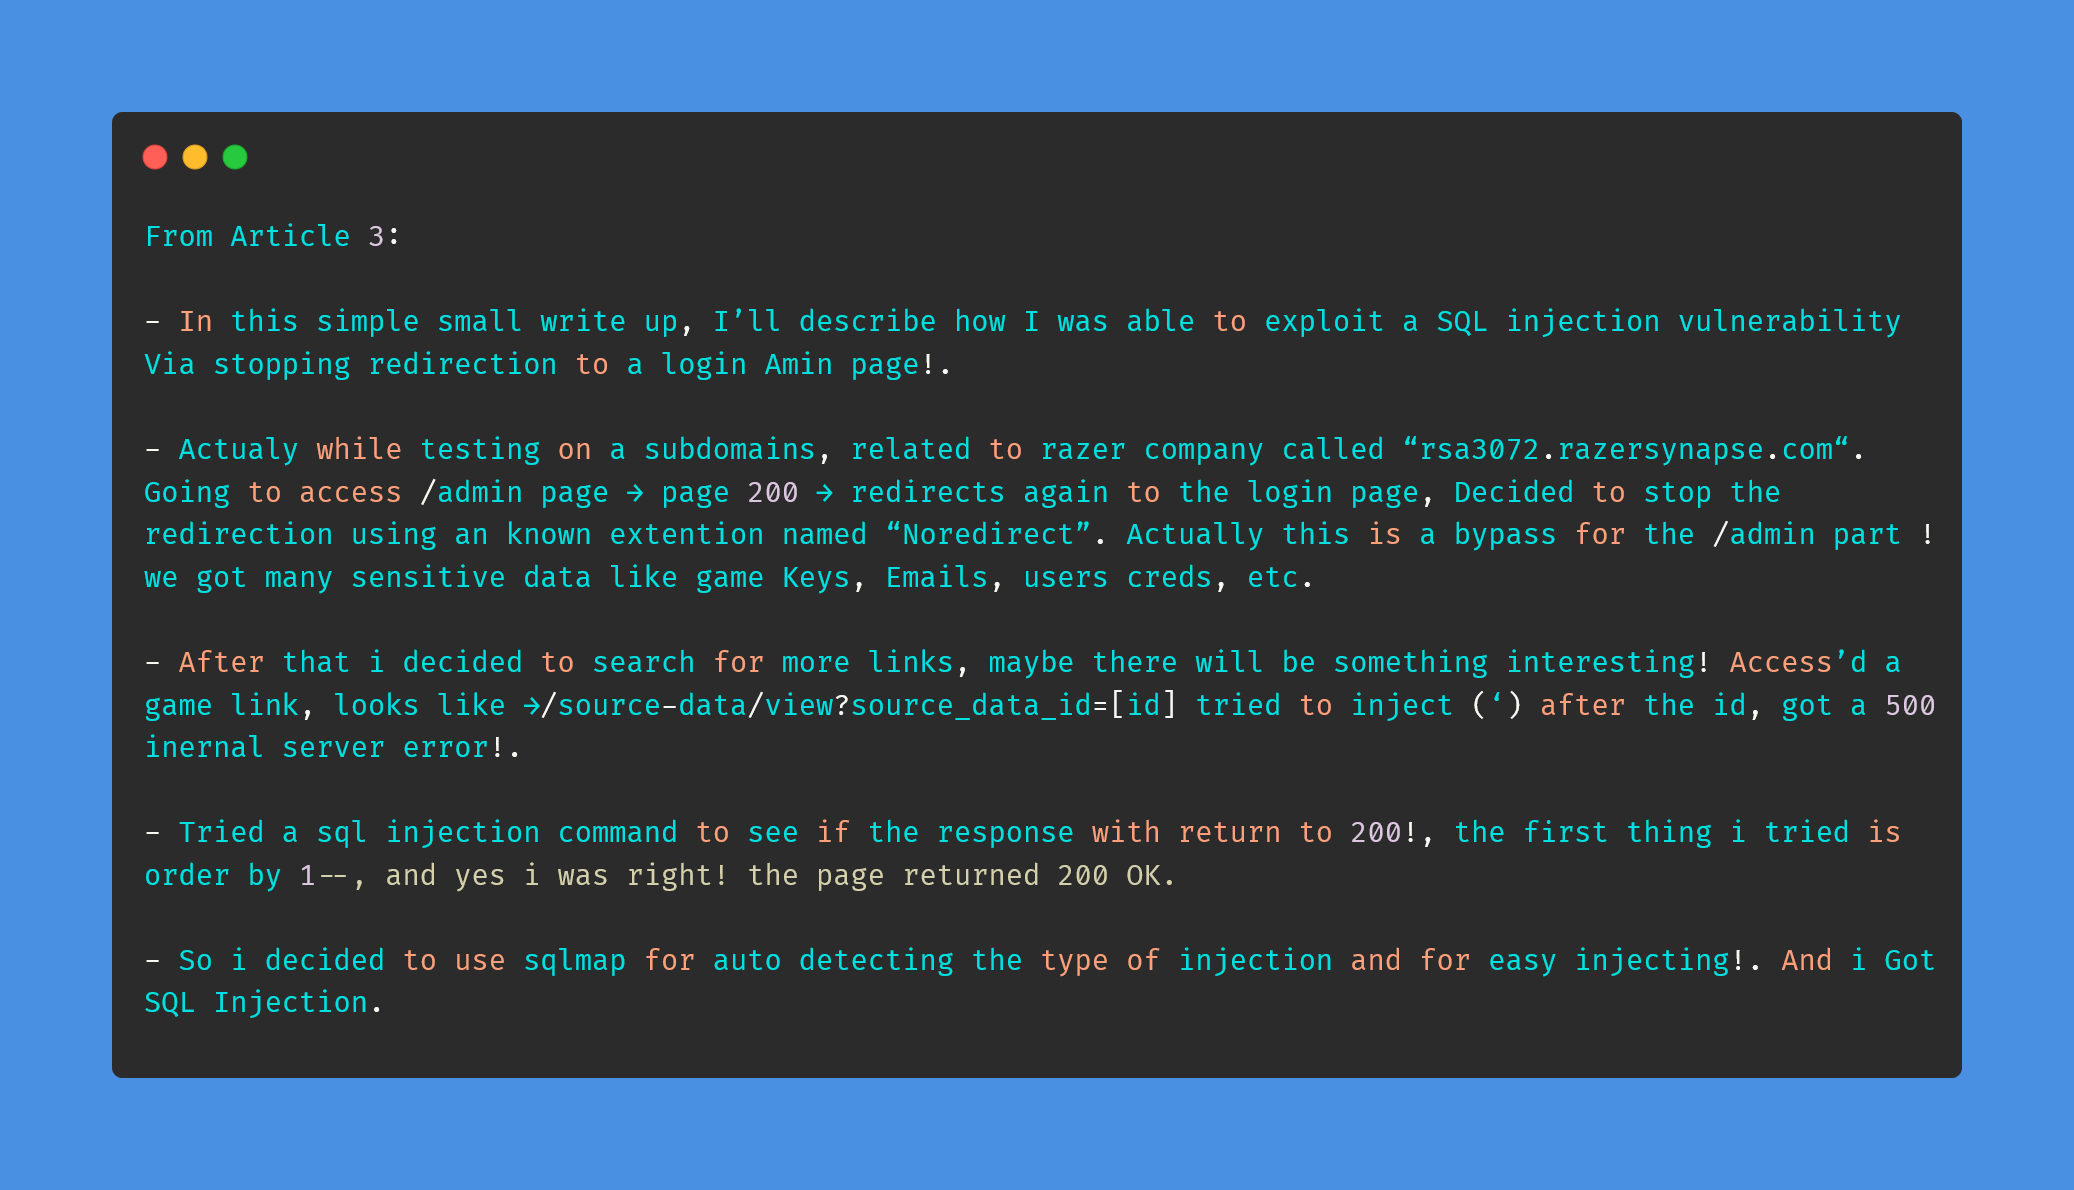 From Article 3:
- In this simple small write up, I’ll describe how I was able to exploit a SQL injection vulnerability
Via stopping redirection to a login Amin page!.
- Actualy while testing on a subdomains, related to razer company called “rsa3072.razersynapse.com“.
Going to access /admin page → page 200 → redirects again to the login page, Decided to stop the
redirection using an known extention named “Noredirect”. Actually this is a bypass for the /admin part !
we got many sensitive data like game Keys, Emails, users creds, etc.
- After that i decided to search for more links, maybe there will be something interesting! Access’d a
game link, looks like →/source-data/view?source_data_id=[id] tried to inject (‘) after the id, got a 500
inernal server error!.
- Tried a sql injection command to see if the response with return to 200!, the first thing i tried is
order by 1--, and yes i was right! the page returned 200 OK.
- So i decided to use sqlmap for auto detecting the type of injection and for easy injecting!. And i Got
SQL Injection.